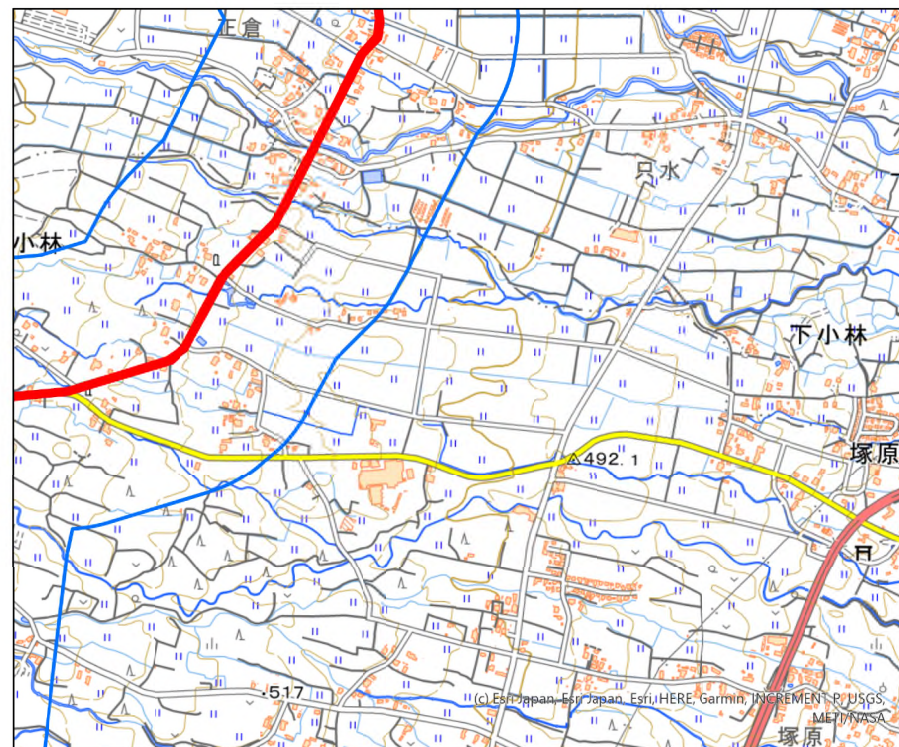 正倉
只水
小林
下小林
塚原
492.1
517
(c) Esri Japan, Esri Japan, Esri, HERE, Garmin, INCREMENT P, USGS,
METI/NASA
塚原